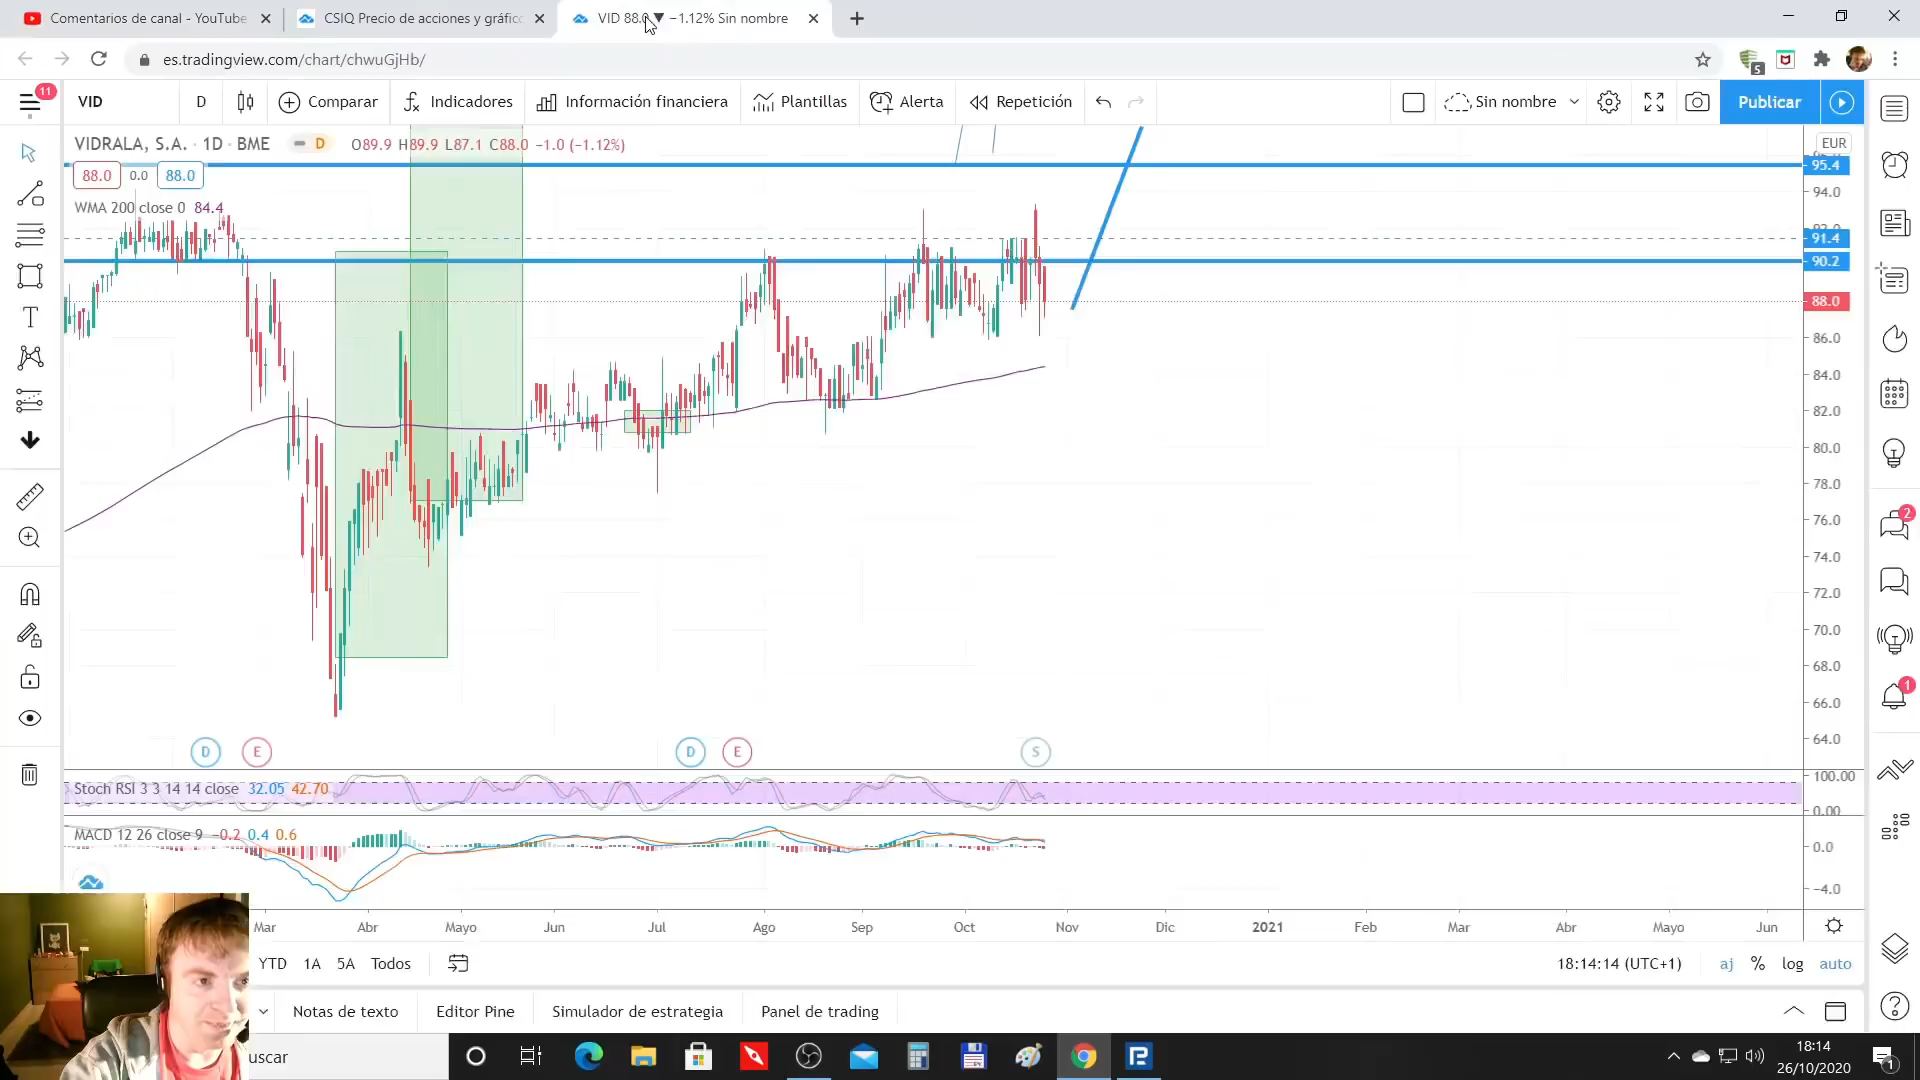 Comentarios de canal - YouTube
CSIQ Precio de acciones y gráfico
VID 88.0 ▼ −1.12% Sin nombre
es.tradingview.com/chart/chwuGjHb/
11
VID
D
Comparar
Indicadores
Información financiera
Plantillas
Alerta
Repetición
Sin nombre
Publicar
VIDRALA, S.A. · 1D · BME
D
O89.9 H89.9 L87.1 C88.0 −1.0 (−1.12%)
88.0
0.0
88.0
WMA 200 close 0 84.4
EUR
95.4
94.0
91.4
90.2
88.0
86.0
84.0
82.0
80.0
78.0
76.0
74.0
72.0
70.0
68.0
66.0
64.0
D
E
D
E
S
Stoch RSI 3 3 14 14 close 32.05 42.70
100.00
0.00
MACD 12 26 close 9 −0.2 0.4 0.6
0.0
−4.0
Mar
Abr
Mayo
Jun
Jul
Ago
Sep
Oct
Nov
Dic
2021
Feb
Mar
Abr
Mayo
Jun
YTD
1A
5A
Todos
18:14:14 (UTC+1)
aj
%
log
auto
Notas de texto
Editor Pine
Simulador de estrategia
Panel de trading
2
1
S
uscar
18:14
26/10/2020
1